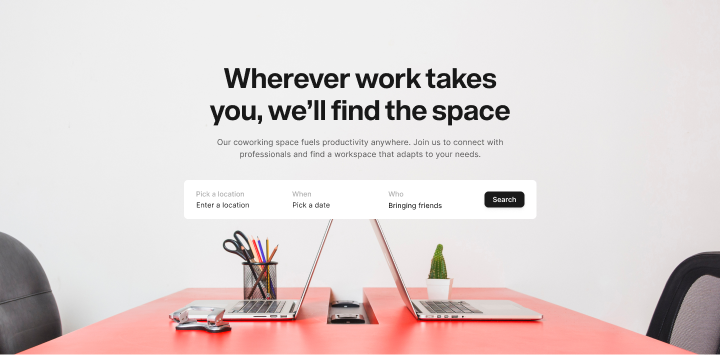 Wherever work takes
you, we'll find the space
Our coworking space fuels productivity anywhere. Join us to connect with
professionals and find a workspace that adapts to your needs.
Pick a location When Who
Enter a location Pick a date Bringing friends Search